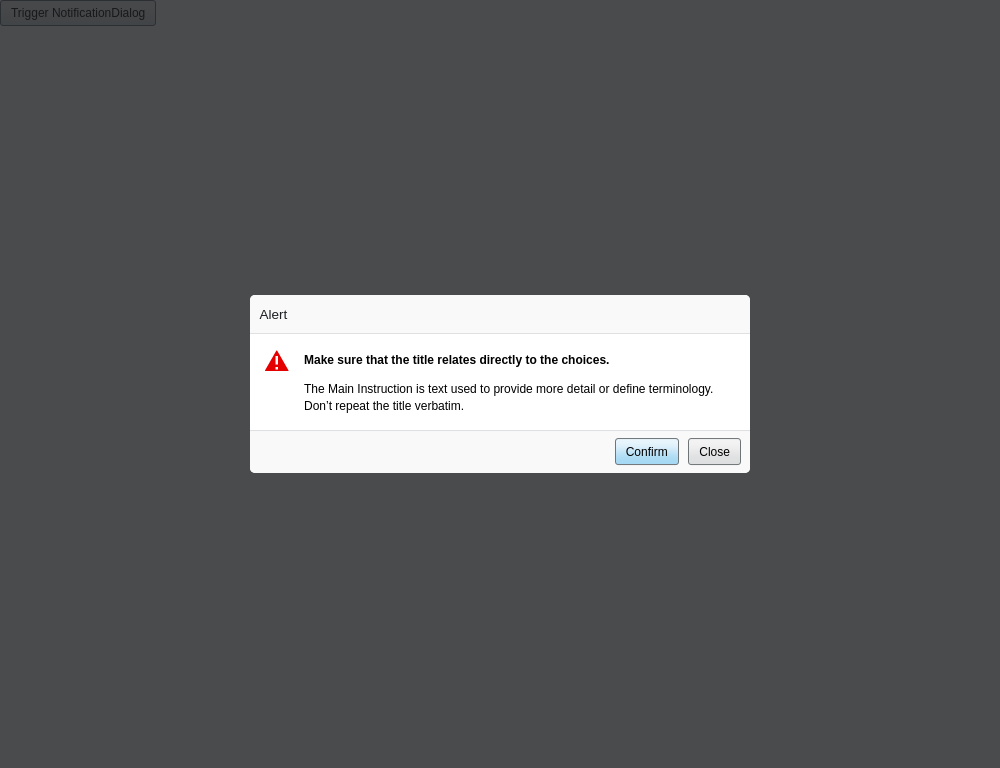 Trigger NotificationDialog
Alert
Make sure that the title relates directly to the choices.
The Main Instruction is text used to provide more detail or define terminology.
Don’t repeat the title verbatim.
Confirm Close